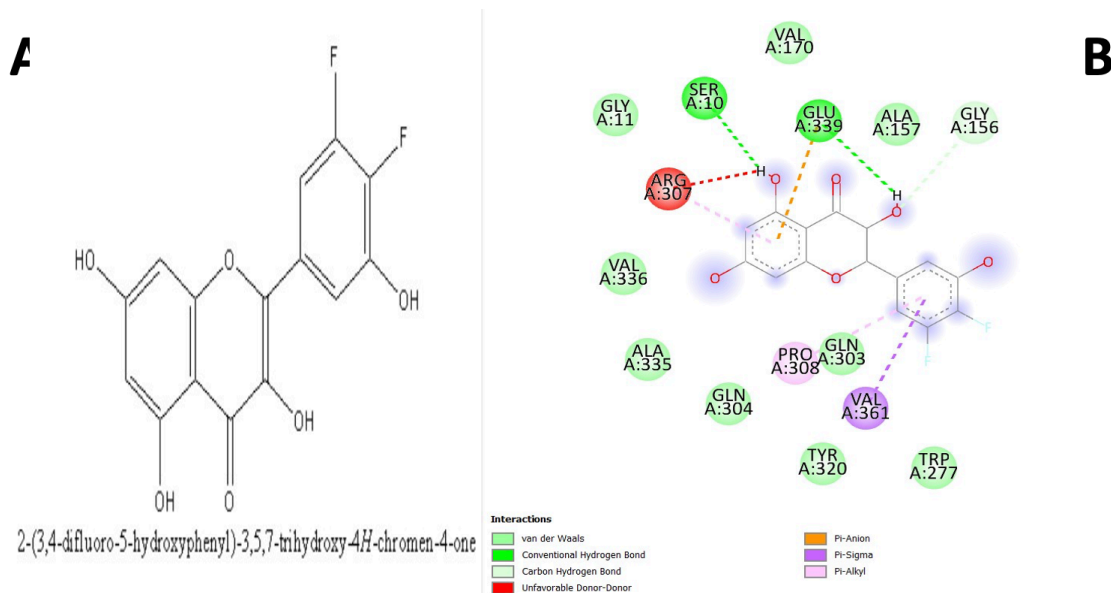 A
F
F
HO
O
OH
OH
OH
O
2-(3,4-difluoro-5-hydroxyphenyl)-3,5,7-trihydroxy-4H-chromen-4-one
B
VAL
A:170
SER
A:10
GLY
A:11
GLU
A:339
ALA
A:157
GLY
A:156
ARG
A:307
H
O
O
H
O
VAL
A:336
O
O
O
F
F
ALA
A:335
PRO
A:308
GLN
A:303
GLN
A:304
VAL
A:361
TYR
A:320
TRP
A:277
Interactions
van der Waals
Conventional Hydrogen Bond
Carbon Hydrogen Bond
Unfavorable Donor-Donor
Pi-Anion
Pi-Sigma
Pi-Alkyl